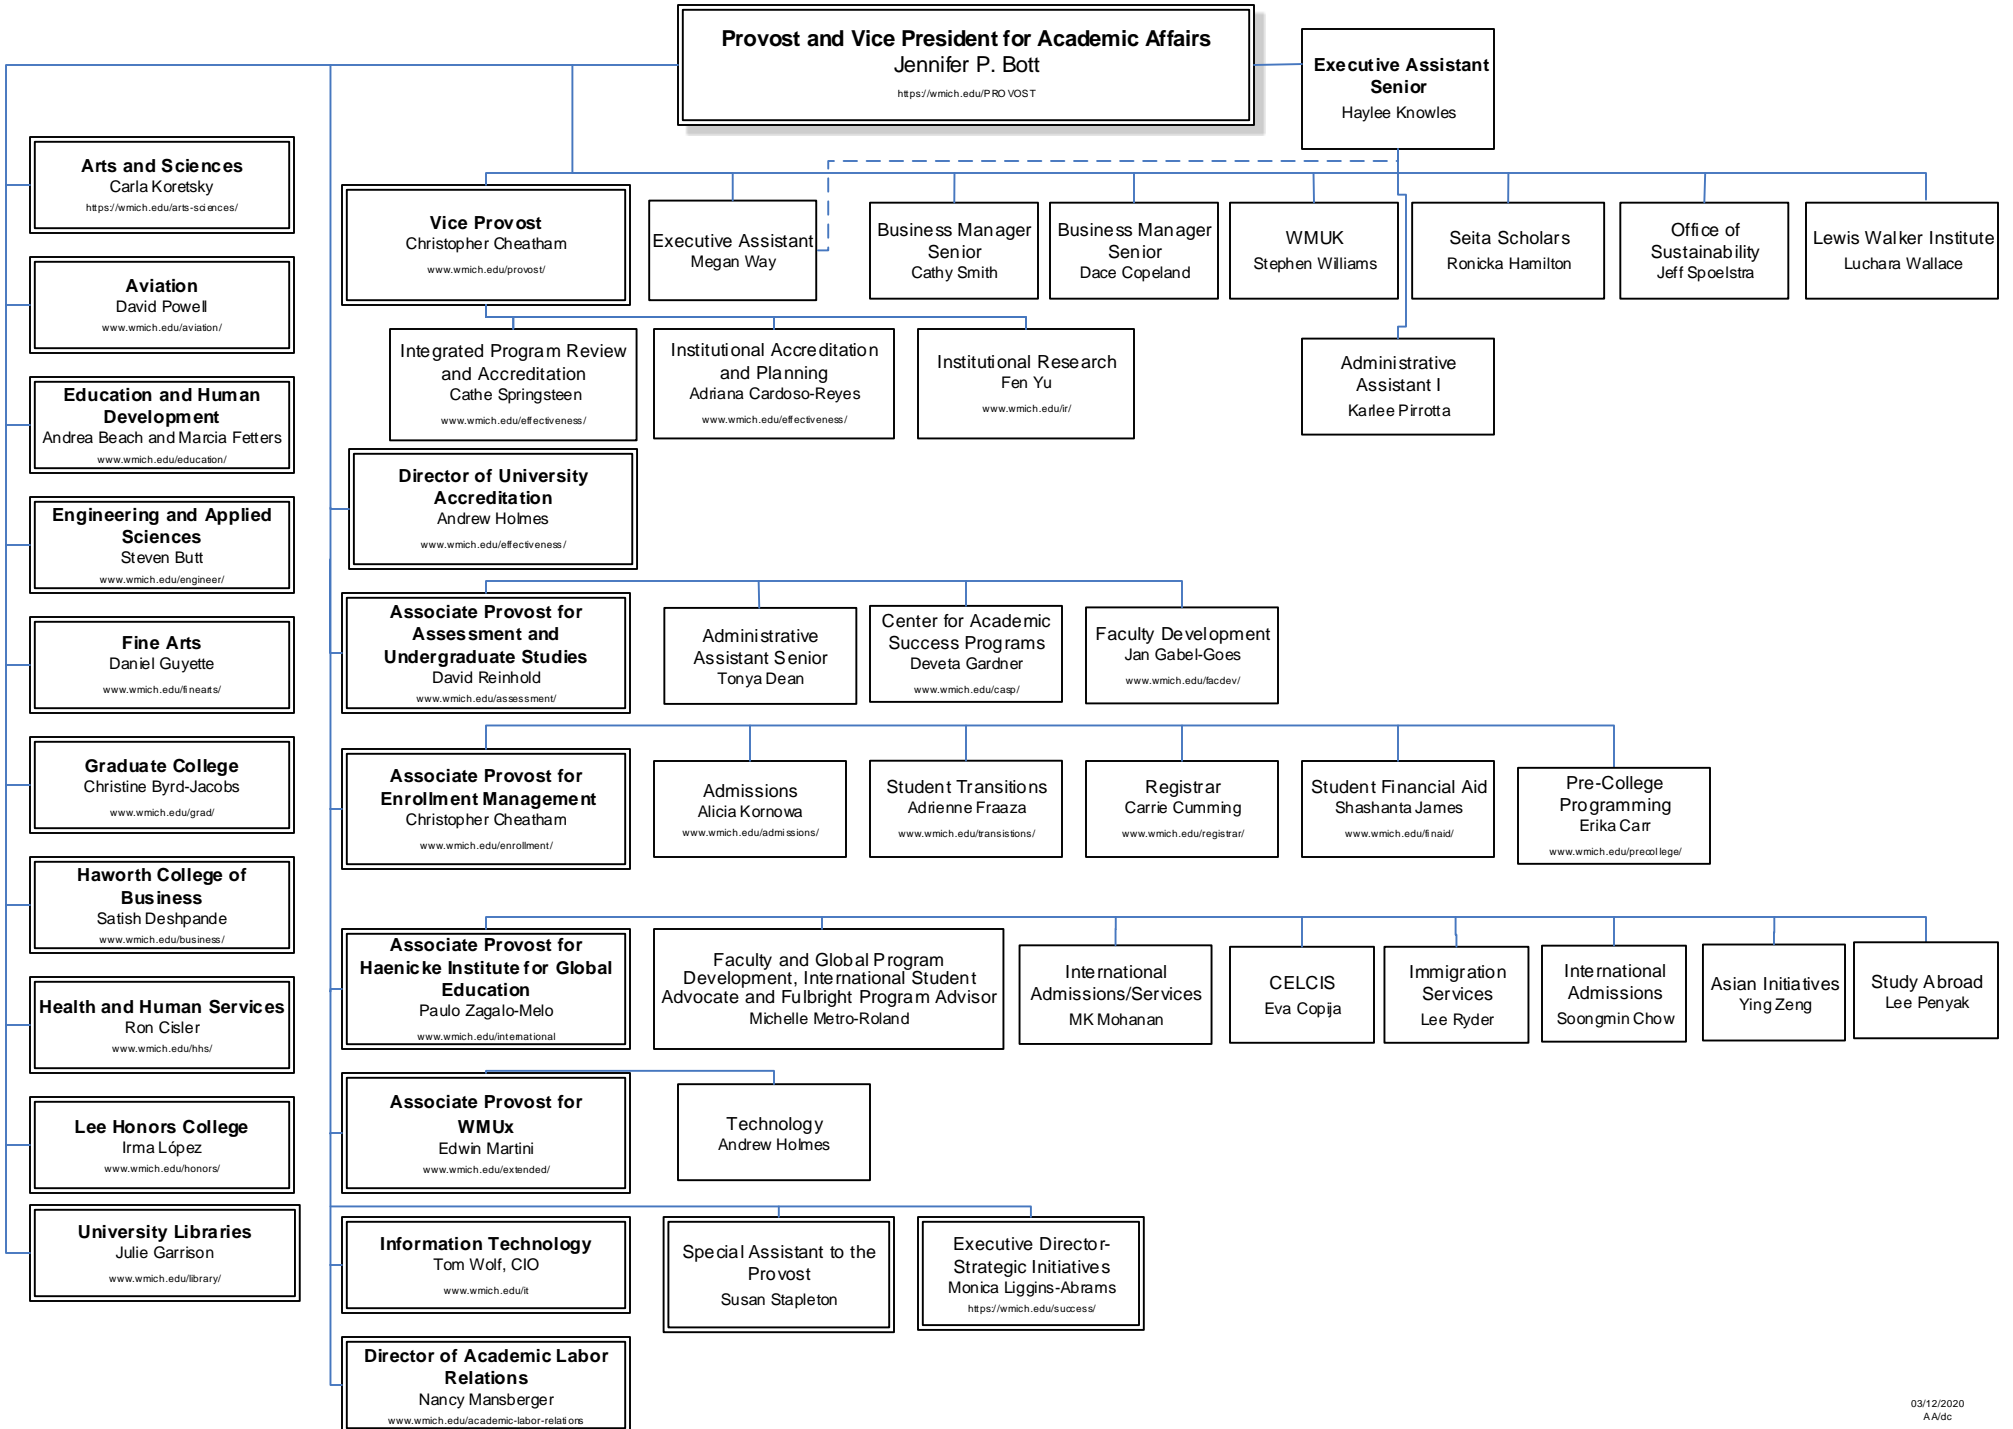 Provost and Vice President for Academic Affairs
Jennifer P. Bott
https://wmich.edu/PROVOST
Executive Assistant
Senior
Haylee Knowles
Arts and Sciences
Carla Koretsky
https://wmich.edu/arts-sciences/
Aviation
David Powell
www.wmich.edu/aviation/
Education and Human
Development
Andrea Beach and Marcia Fetters
www.wmich.edu/education/
Engineering and Applied
Sciences
Steven Butt
www.wmich.edu/engineer/
Fine Arts
Daniel Guyette
www.wmich.edu/finearts/
Graduate College
Christine Byrd-Jacobs
www.wmich.edu/grad/
Haworth College of
Business
Satish Deshpande
www.wmich.edu/business/
Health and Human Services
Ron Cisler
www.wmich.edu/hhs/
Lee Honors College
Irma López
www.wmich.edu/honors/
University Libraries
Julie Garrison
www.wmich.edu/library/
Vice Provost
Christopher Cheatham
www.wmich.edu/provost/
Executive Assistant
Megan Way
Business Manager
Senior
Cathy Smith
Business Manager
Senior
Dace Copeland
WMUK
Stephen Williams
Seita Scholars
Ronicka Hamilton
Office of
Sustainability
Jeff Spoelstra
Lewis Walker Institute
Luchara Wallace
Integrated Program Review
and Accreditation
Cathe Springsteen
www.wmich.edu/effectiveness/
Institutional Accreditation
and Planning
Adriana Cardoso-Reyes
www.wmich.edu/effectiveness/
Institutional Research
Fen Yu
www.wmich.edu/ir/
Administrative
Assistant I
Karlee Pirrotta
Director of University
Accreditation
Andrew Holmes
www.wmich.edu/effectiveness/
Associate Provost for
Assessment and
Undergraduate Studies
David Reinhold
www.wmich.edu/assessment/
Administrative
Assistant Senior
Tonya Dean
Center for Academic
Success Programs
Deveta Gardner
www.wmich.edu/casp/
Faculty Development
Jan Gabel-Goes
www.wmich.edu/facdev/
Associate Provost for
Enrollment Management
Christopher Cheatham
www.wmich.edu/enrollment/
Admissions
Alicia Kornowa
www.wmich.edu/admissions/
Student Transitions
Adrienne Fraaza
www.wmich.edu/transistions/
Registrar
Carrie Cumming
www.wmich.edu/registrar/
Student Financial Aid
Shashanta James
www.wmich.edu/finaid/
Pre-College
Programming
Erika Carr
www.wmich.edu/precollege/
Associate Provost for
Haenicke Institute for Global
Education
Paulo Zagalo-Melo
www.wmich.edu/international
Faculty and Global Program
Development, International Student
Advocate and Fulbright Program Advisor
Michelle Metro-Roland
International
Admissions/Services
MK Mohanan
CELCIS
Eva Copija
Immigration
Services
Lee Ryder
International
Admissions
Soongmin Chow
Asian Initiatives
Ying Zeng
Study Abroad
Lee Penyak
Associate Provost for
WMUx
Edwin Martini
www.wmich.edu/extended/
Technology
Andrew Holmes
Information Technology
Tom Wolf, CIO
www.wmich.edu/it
Special Assistant to the
Provost
Susan Stapleton
Executive Director-
Strategic Initiatives
Monica Liggins-Abrams
https://wmich.edu/success/
Director of Academic Labor
Relations
Nancy Mansberger
www.wmich.edu/academic-labor-relations
03/12/2020
AA/dc